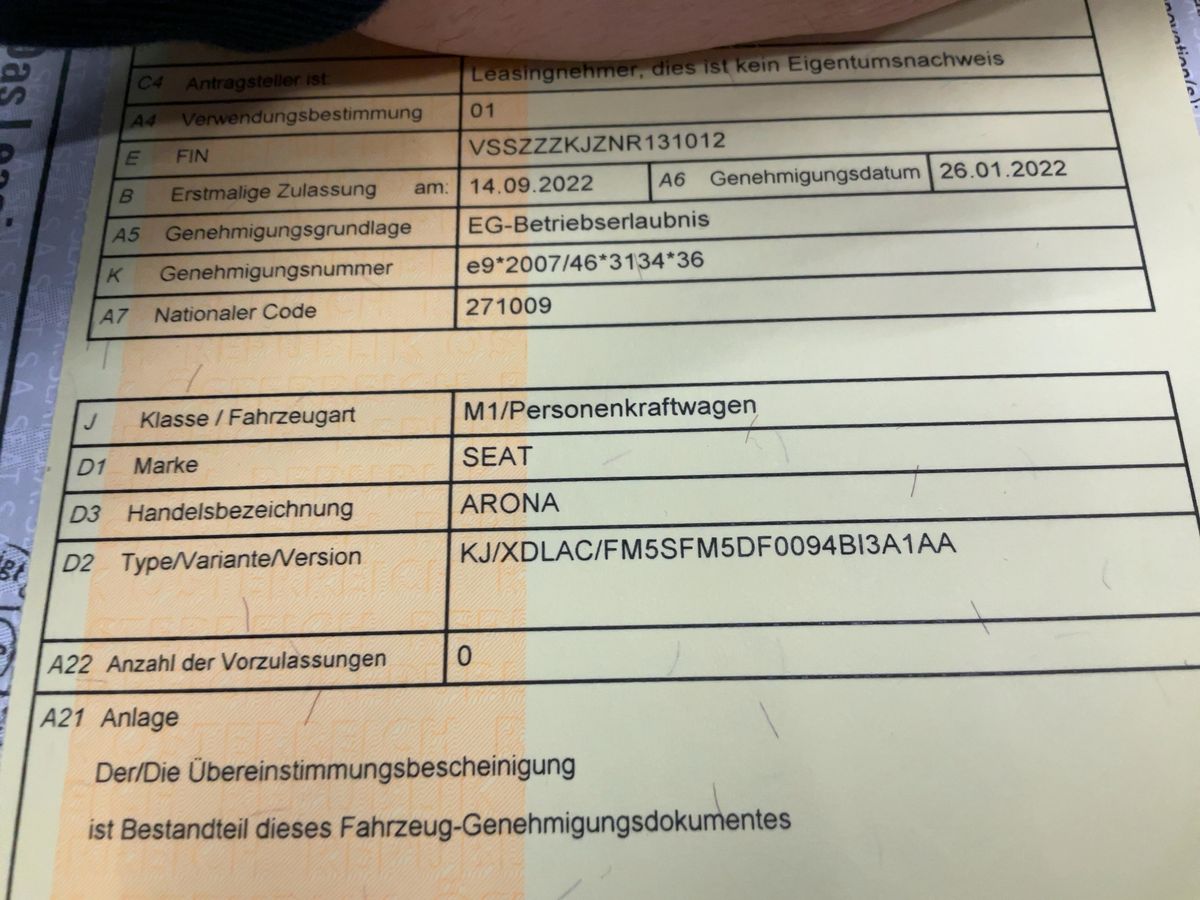 C4 Antragsteller ist: Leasingnehmer, dies ist kein Eigentumsnachweis
A4 Verwendungsbestimmung 01
E FIN VSSZZZKJZNR131012
B Erstmalige Zulassung am: 14.09.2022 A6 Genehmigungsdatum 26.01.2022
A5 Genehmigungsgrundlage EG-Betriebserlaubnis
K Genehmigungsnummer e9*2007/46*3134*36
A7 Nationaler Code 271009
J Klasse / Fahrzeugart M1/Personenkraftwagen
D1 Marke SEAT
D3 Handelsbezeichnung ARONA
D2 Type/Variante/Version KJ/XDLAC/FM5SFM5DF0094BI3A1AA
A22 Anzahl der Vorzulassungen 0
A21 Anlage
Der/Die Übereinstimmungsbescheinigung
ist Bestandteil dieses Fahrzeug-Genehmigungsdokumentes